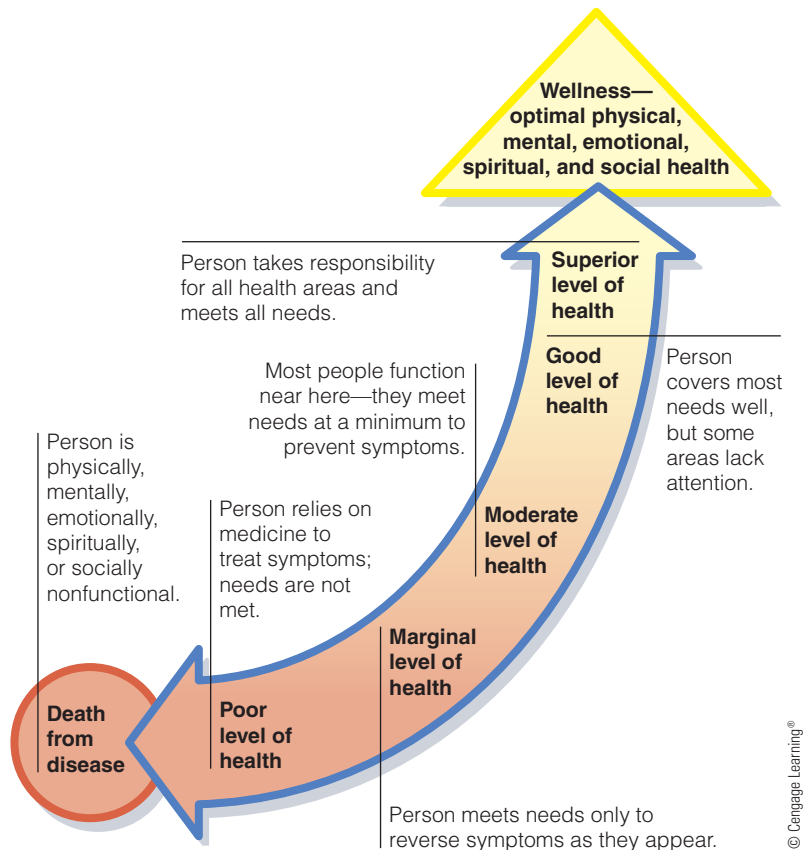 Wellness—
optimal physical,
mental, emotional,
spiritual, and social health
Person takes responsibility
for all health areas and
meets all needs.
Superior
level of
health
Most people function
near here—they meet
needs at a minimum to
prevent symptoms.
Good
level of
health
Person
covers most
needs well,
but some
areas lack
attention.
Person is
physically,
mentally,
emotionally,
spiritually,
or socially
nonfunctional.
Person relies on
medicine to
treat symptoms;
needs are not
met.
Moderate
level of
health
Marginal
level of
health
Death
from
disease
Poor
level of
health
Person meets needs only to
reverse symptoms as they appear.
© Cengage Learning®